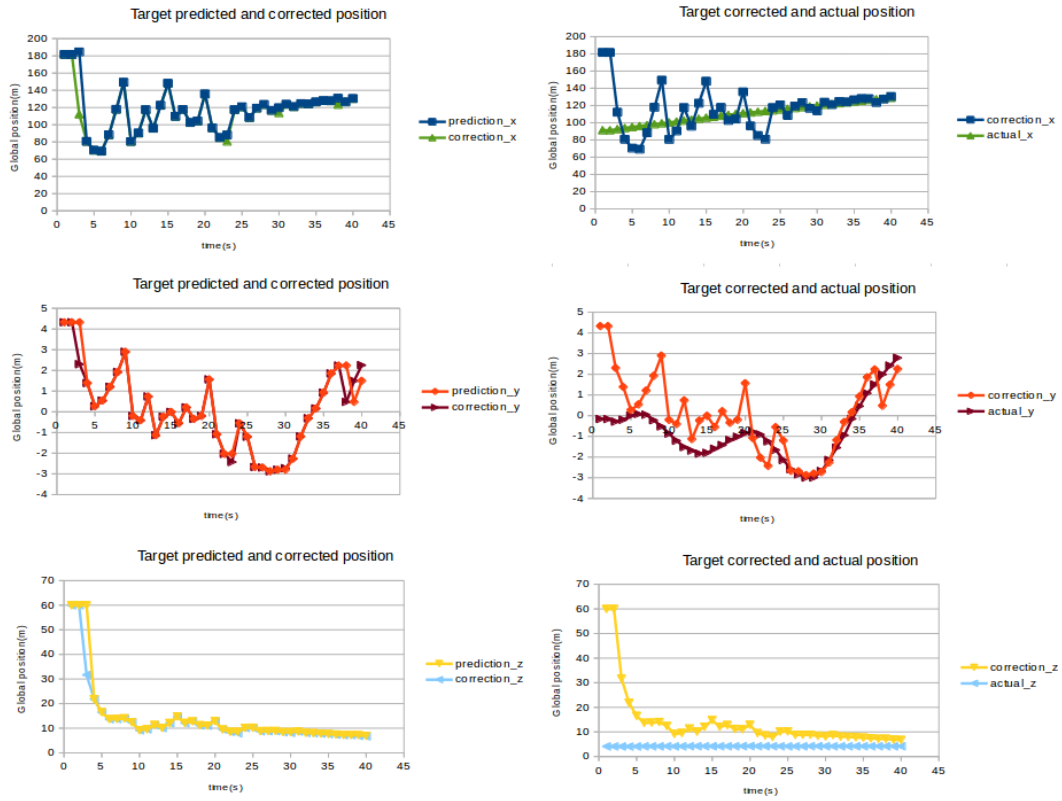 Target predicted and corrected position
200
180
160
140
120
100
80
60
40
20
0
0 5 10 15 20 25 30 35 40 45
Global position(m)
time(s)
prediction_x
correction_x
Target corrected and actual position
200
180
160
140
120
100
80
60
40
20
0
0 5 10 15 20 25 30 35 40 45
Global position(m)
time(s)
correction_x
actual_x
Target predicted and corrected position
5
4
3
2
1
0
-1
-2
-3
-4
0 5 10 15 20 25 30 35 40 45
Global position(m)
time(s)
prediction_y
correction_y
Target corrected and actual position
5
4
3
2
1
0
-1
-2
-3
-4
0 5 10 15 20 25 30 35 40 45
Global position(m)
time(s)
correction_y
actual_y
Target predicted and corrected position
70
60
50
40
30
20
10
0
0 5 10 15 20 25 30 35 40 45
Global position(m)
time(s)
prediction_z
correction_z
Target corrected and actual position
70
60
50
40
30
20
10
0
0 5 10 15 20 25 30 35 40 45
Global position(m)
time(s)
correction_z
actual_z